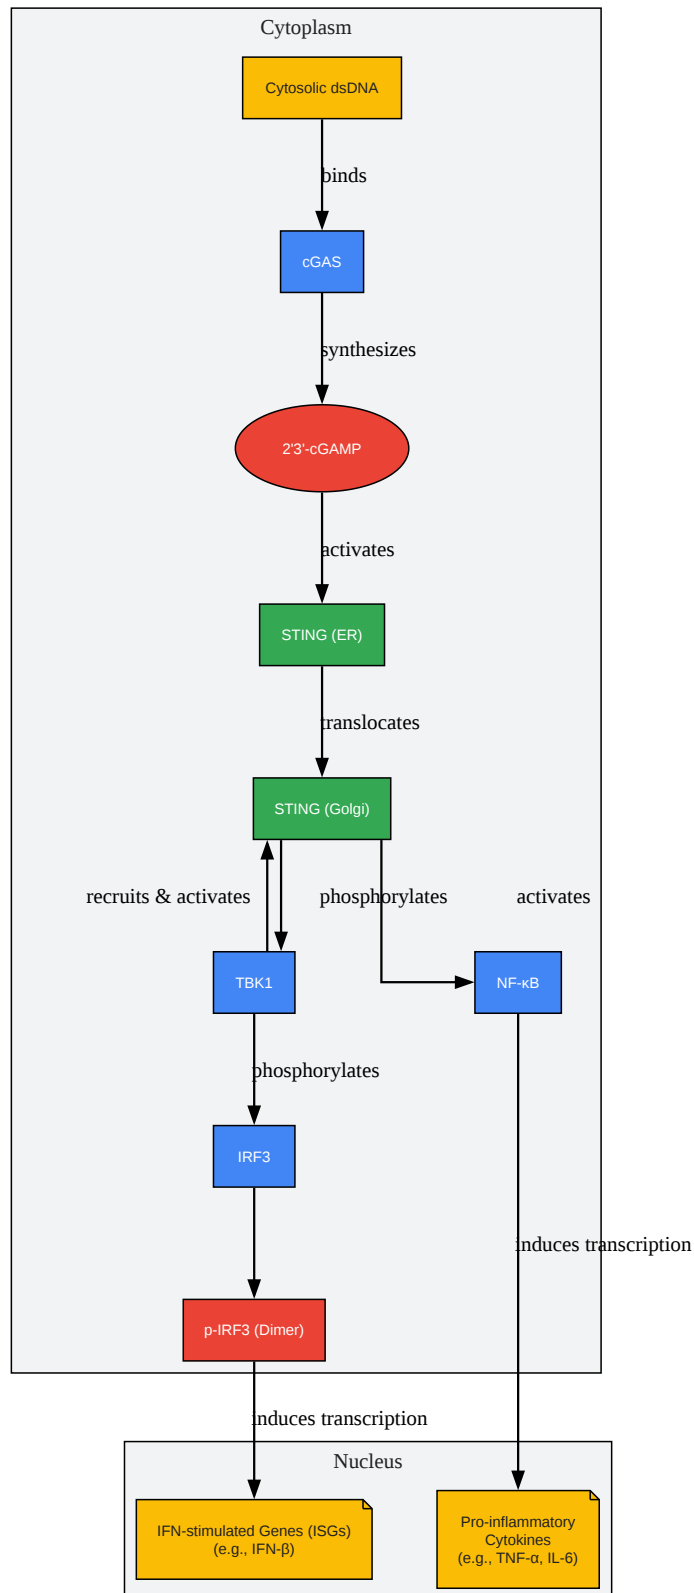 Cytoplasm
Cytosolic dsDNA
binds
cGAS
synthesizes
2'3'-cGAMP
activates
STING (ER)
translocates
STING (Golgi)
recruits & activates
phosphorylates
activates
TBK1
NF-κB
phosphorylates
IRF3
induces transcription
p-IRF3 (Dimer)
induces transcription
Nucleus
IFN-stimulated Genes (ISGs)
(e.g., IFN-β)
Pro-inflammatory
Cytokines
(e.g., TNF-α, IL-6)